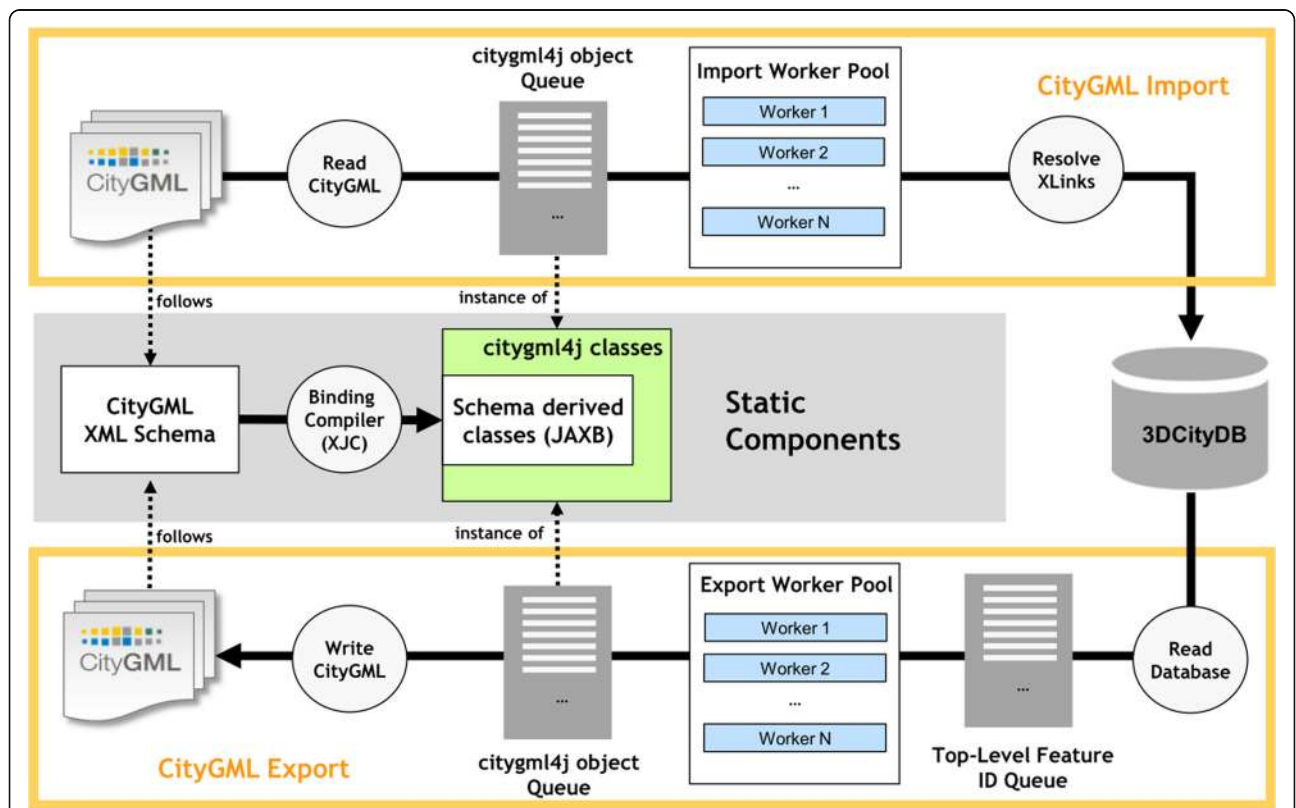 citygml4j object
Queue
Import Worker Pool
Worker 1
Worker 2
...
Worker N
CityGML Import
CityGML
Read
CityGML
...
Resolve
XLinks
follows
instance of
citygml4j classes
CityGML
XML Schema
Binding
Compiler
(XJC)
Schema derived
classes (JAXB)
Static
Components
3DCityDB
follows
instance of
CityGML
Write
CityGML
...
Export Worker Pool
Worker 1
Worker 2
...
Worker N
...
Read
Database
CityGML Export
citygml4j object
Queue
Top-Level Feature
ID Queue